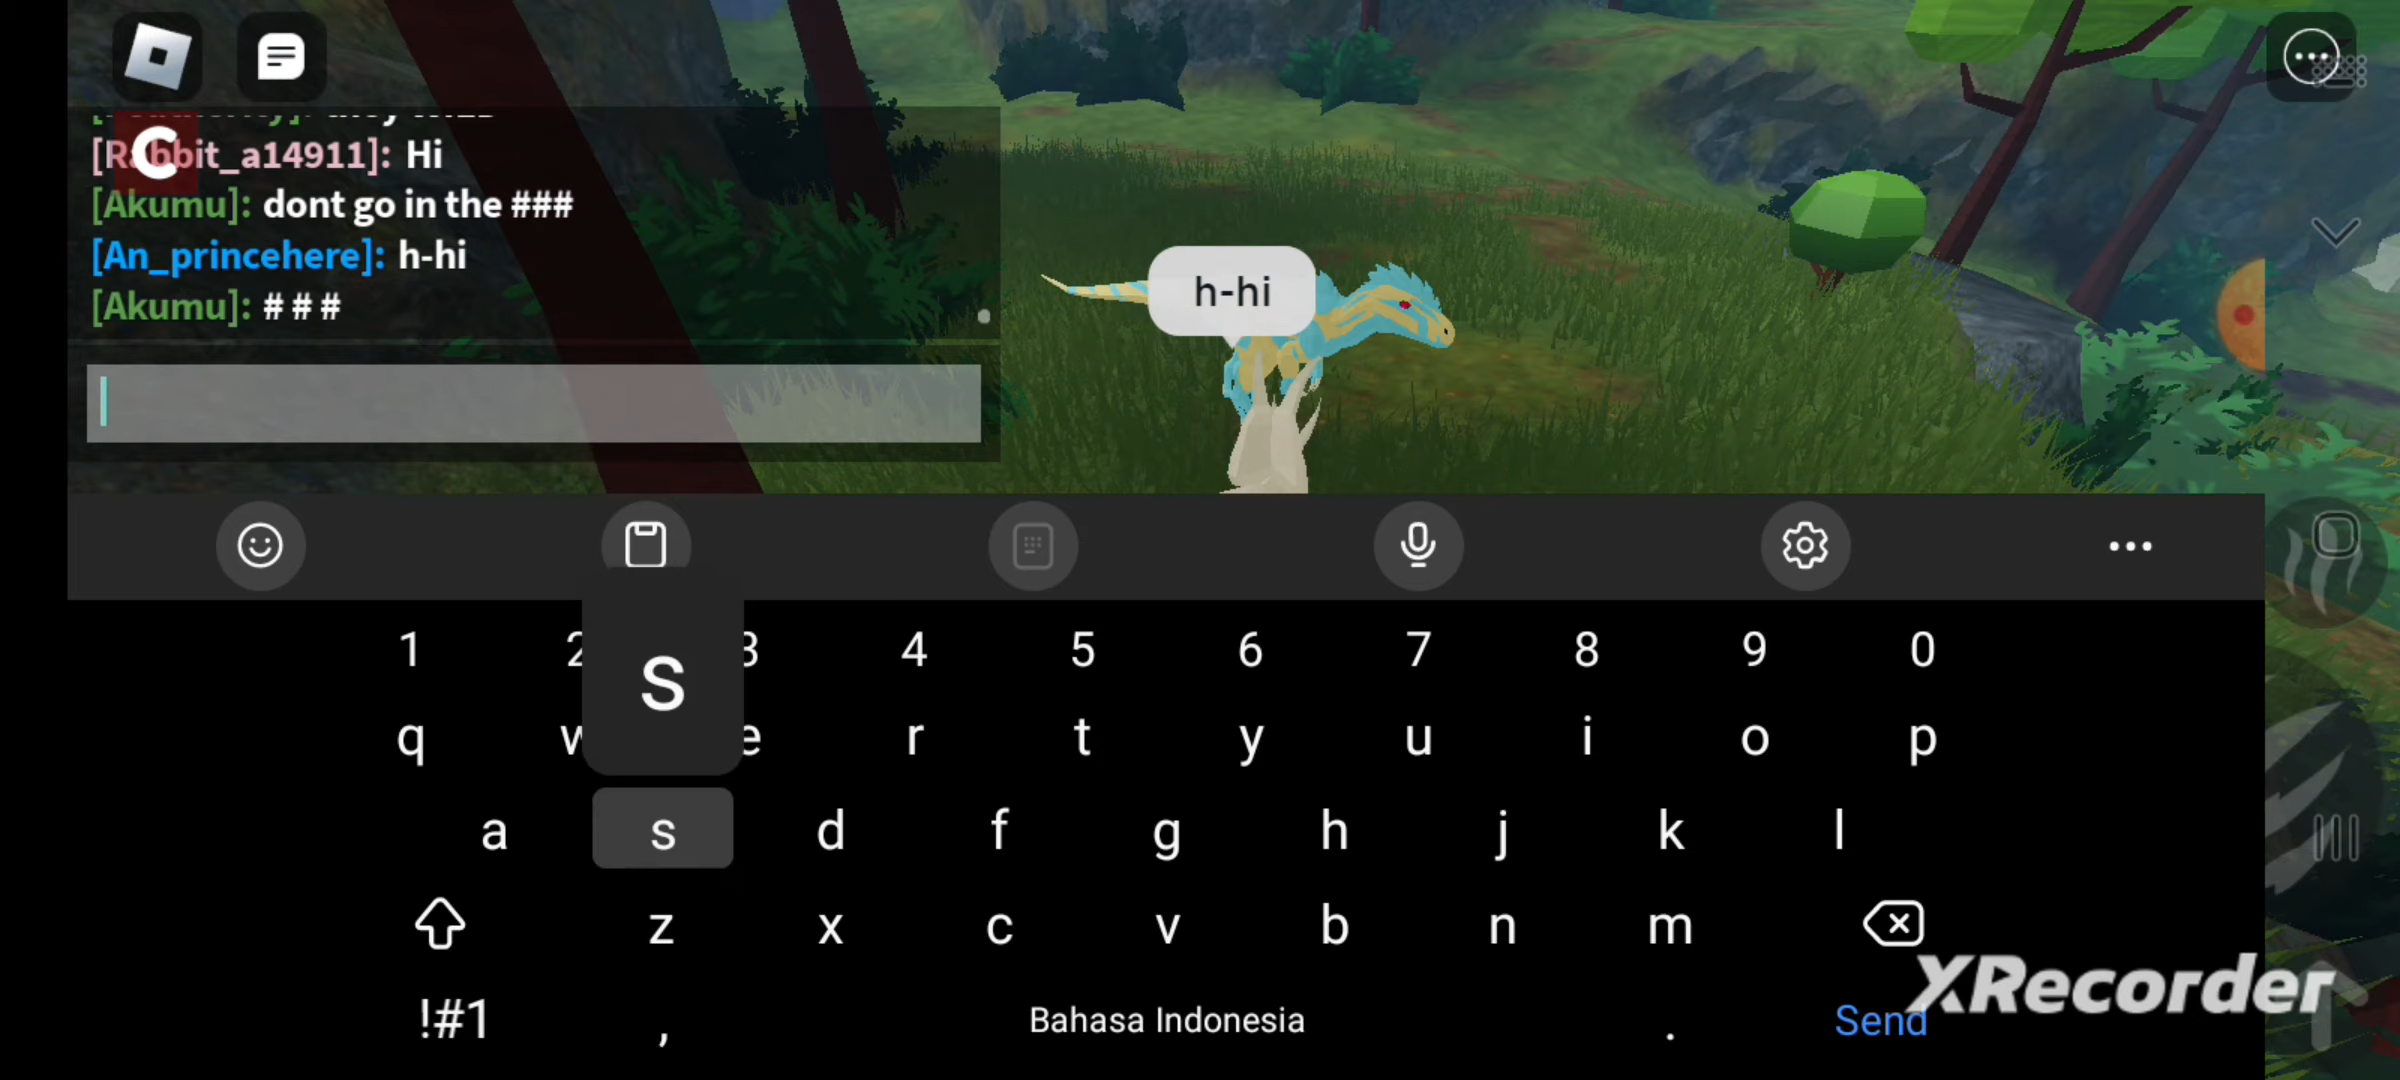 [Rabbit_a14911]: Hi
[Akumu]: dont go in the ###
[An_princehere]: h-hi
[Akumu]: # # #
h-hi
S
1 2 3 4 5 6 7 8 9 0
q w e r t y u i o p
a s d f g h j k l
z x c v b n m
!#1 , Bahasa Indonesia . Send
XRecorder